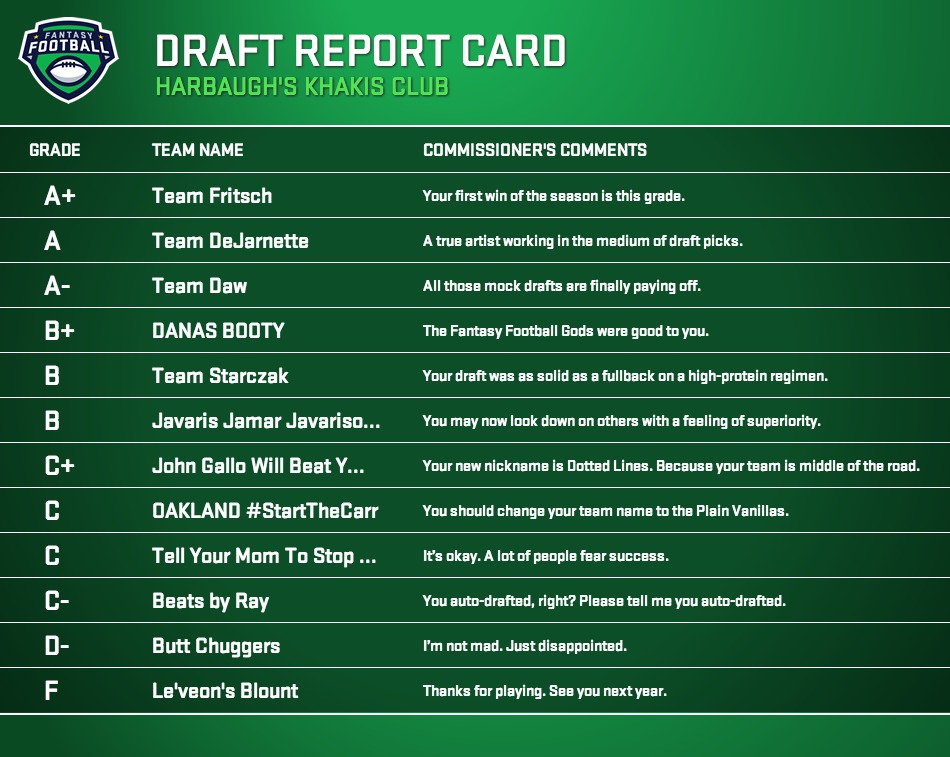 FANTASY
FOOTBALL
DRAFT REPORT CARD
HARBAUGH'S KHAKIS CLUB
GRADE TEAM NAME COMMISSIONER'S COMMENTS
A+ Team Fritsch Your first win of the season is this grade.
A Team DeJarnette A true artist working in the medium of draft picks.
A- Team Daw All those mock drafts are finally paying off.
B+ DANAS BOOTY The Fantasy Football Gods were good to you.
B Team Starczak Your draft was as solid as a fullback on a high-protein regimen.
B Javaris Jamar Javariso... You may now look down on others with a feeling of superiority.
C+ John Gallo Will Beat Y... Your new nickname is Dotted Lines. Because your team is middle of the road.
C OAKLAND #StartTheCarr You should change your team name to the Plain Vanillas.
C Tell Your Mom To Stop ... It's okay. A lot of people fear success.
C- Beats by Ray You auto-drafted, right? Please tell me you auto-drafted.
D- Butt Chuggers I'm not mad. Just disappointed.
F Le'veon's Blount Thanks for playing. See you next year.